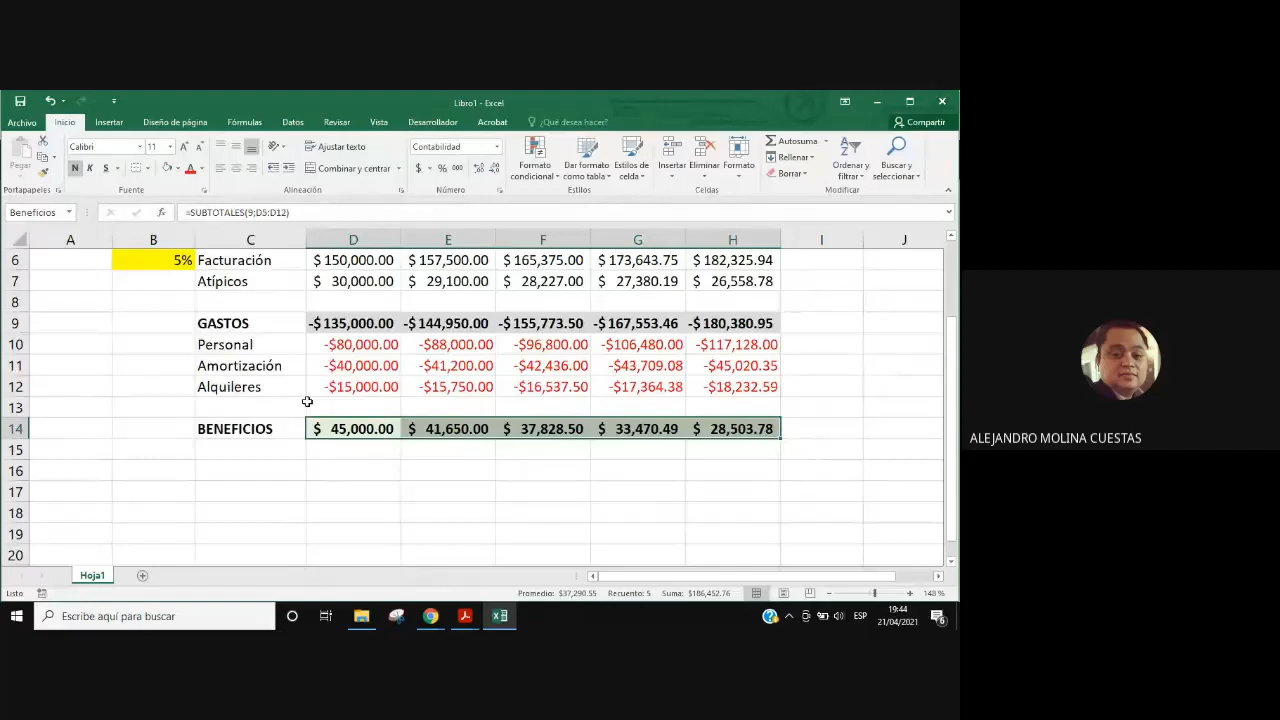 Libro1 - Excel
Archivo Inicio Insertar Diseño de página Fórmulas Datos Revisar Vista Desarrollador Acrobat ¿Qué desea hacer? Compartir
Pegar
Calibri 11
N K S
Ajustar texto
Combinar y centrar
Contabilidad
$ % 000
Formato condicional
Dar formato como tabla
Estilos de celda
Insertar Eliminar Formato
Autosuma
Rellenar
Borrar
Ordenar y filtrar
Buscar y seleccionar
Portapapeles Fuente Alineación Número Estilos Celdas Modificar
Beneficios fx =SUBTOTALES(9;D5:D12)
A B C D E F G H I J
6 5% Facturación $ 150,000.00 $ 157,500.00 $ 165,375.00 $ 173,643.75 $ 182,325.94
7 Atípicos $ 30,000.00 $ 29,100.00 $ 28,227.00 $ 27,380.19 $ 26,558.78
8
9 GASTOS -$ 135,000.00 -$ 144,950.00 -$ 155,773.50 -$ 167,553.46 -$ 180,380.95
10 Personal -$80,000.00 -$88,000.00 -$96,800.00 -$106,480.00 -$117,128.00
11 Amortización -$40,000.00 -$41,200.00 -$42,436.00 -$43,709.08 -$45,020.35
12 Alquileres -$15,000.00 -$15,750.00 -$16,537.50 -$17,364.38 -$18,232.59
13
14 BENEFICIOS $ 45,000.00 $ 41,650.00 $ 37,828.50 $ 33,470.49 $ 28,503.78
15
16
17
18
19
20
Hoja1
Listo Promedio: $37,290.55 Recuento: 5 Suma: $186,452.76 148 %
Escribe aquí para buscar
ESP
19:44
21/04/2021
6
ALEJANDRO MOLINA CUESTAS